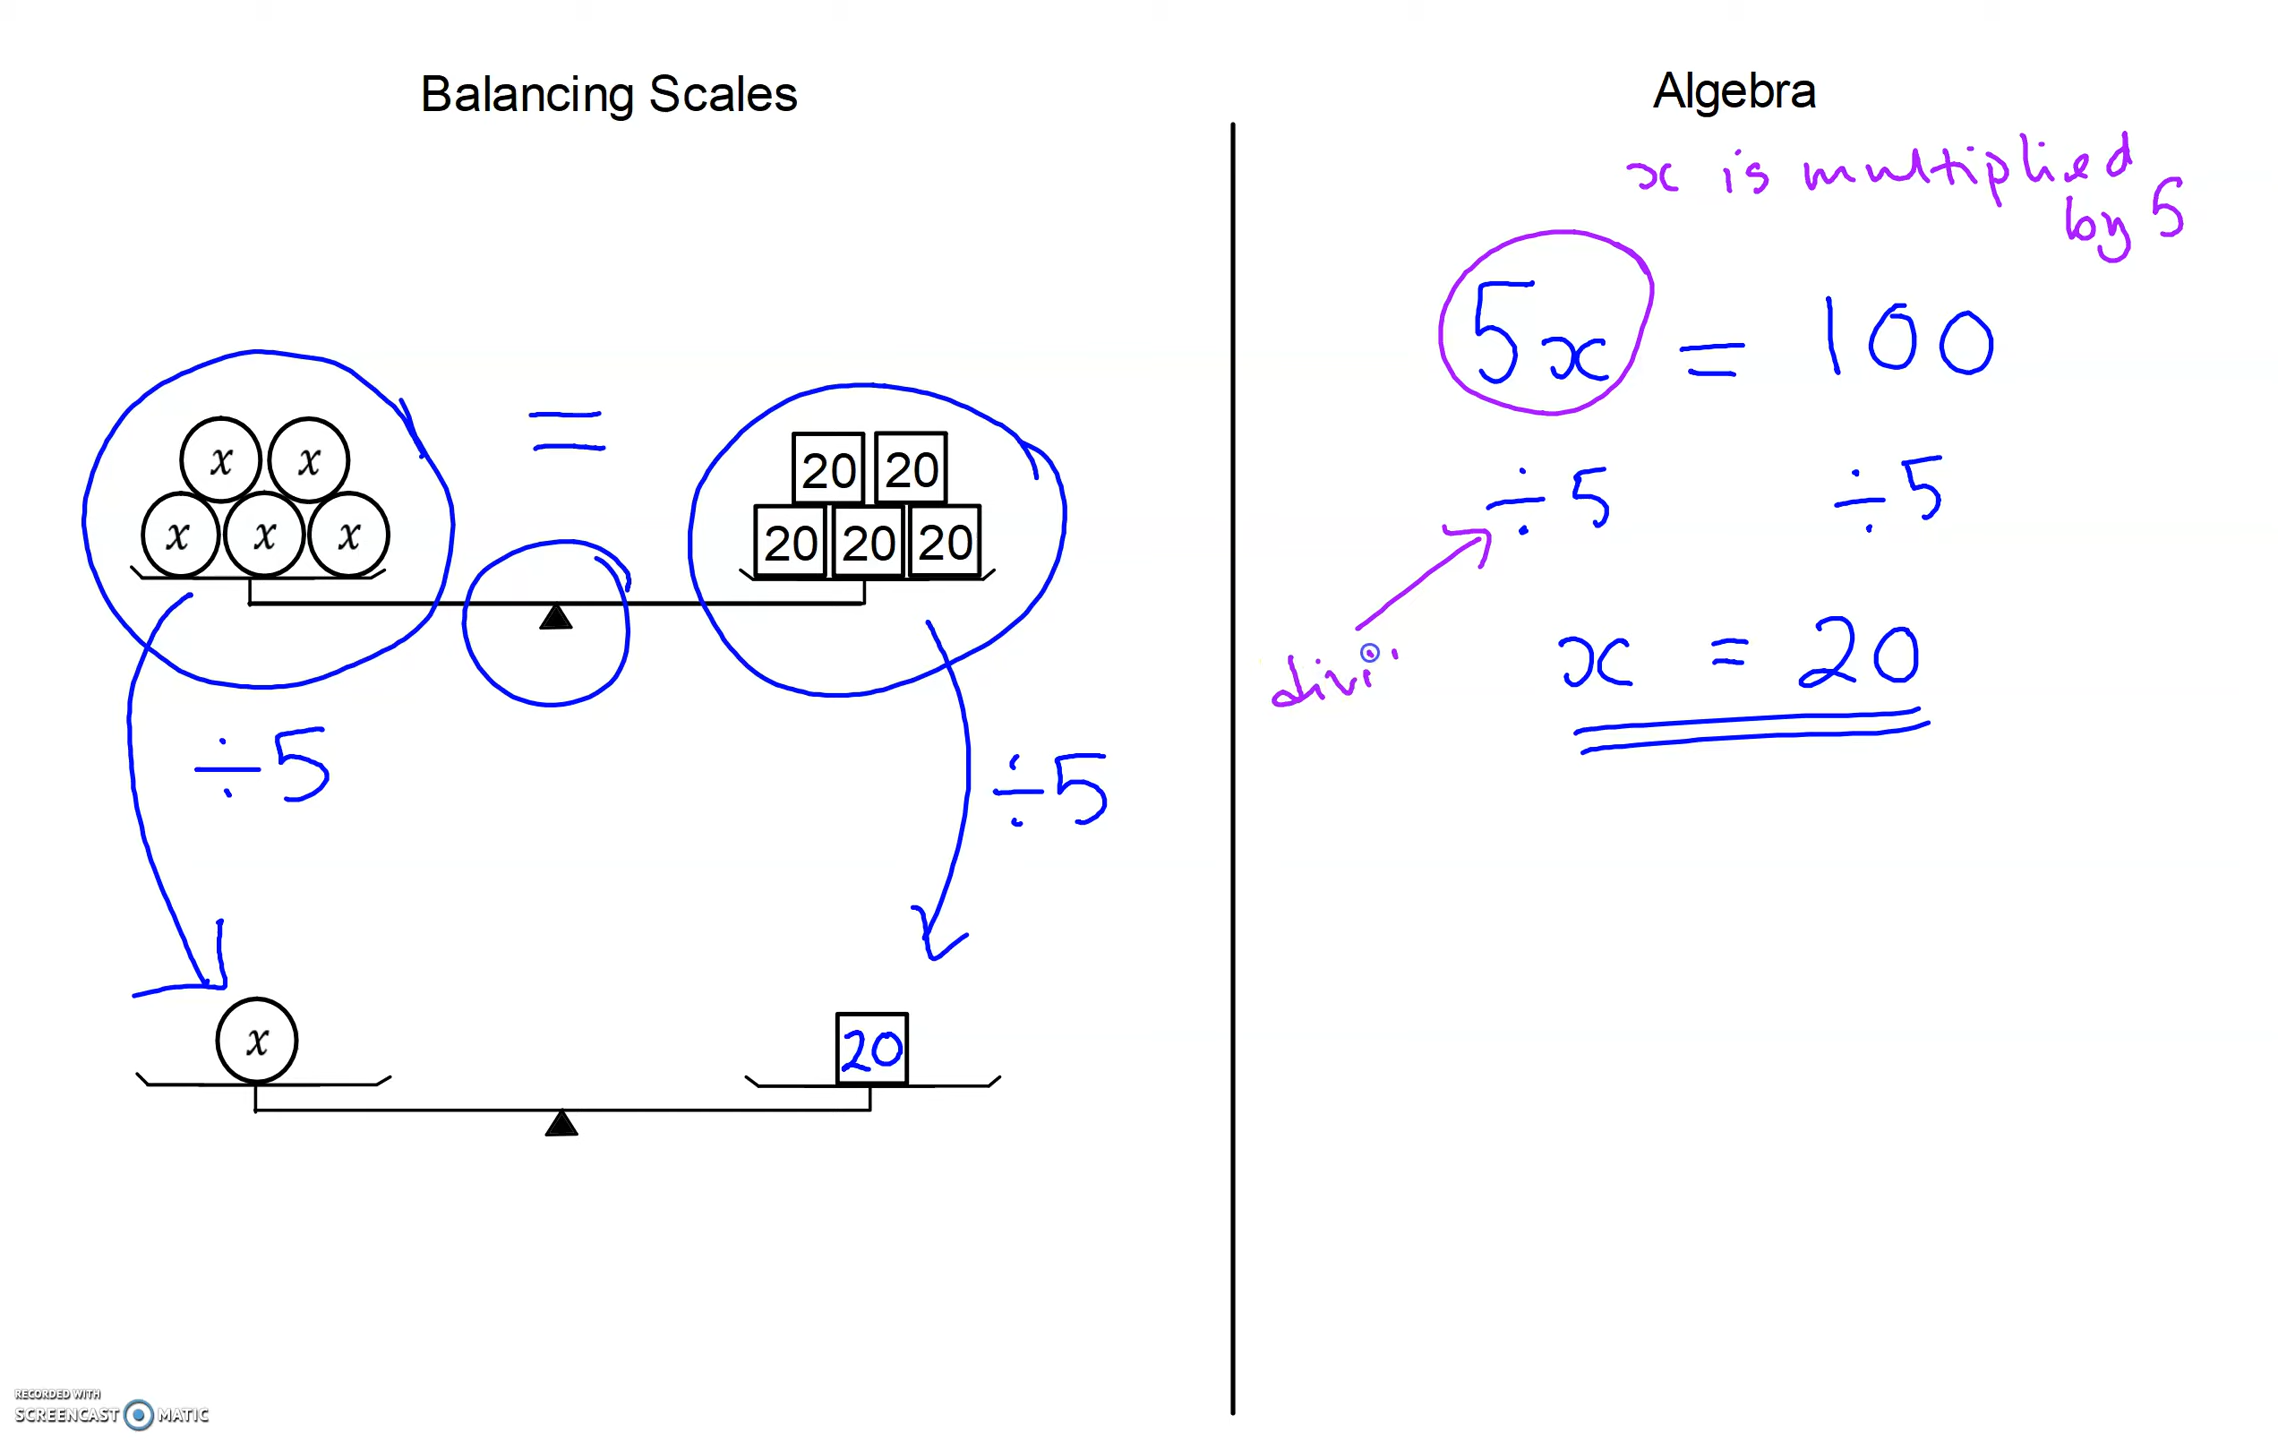 Balancing Scales
x x
x x x
=
20 20
20 20 20
÷5
÷5
x
20
Algebra
x is multiplied
by 5
5x = 100
÷5 ÷5
divi
x = 20
RECORDED WITH
SCREENCAST MATIC